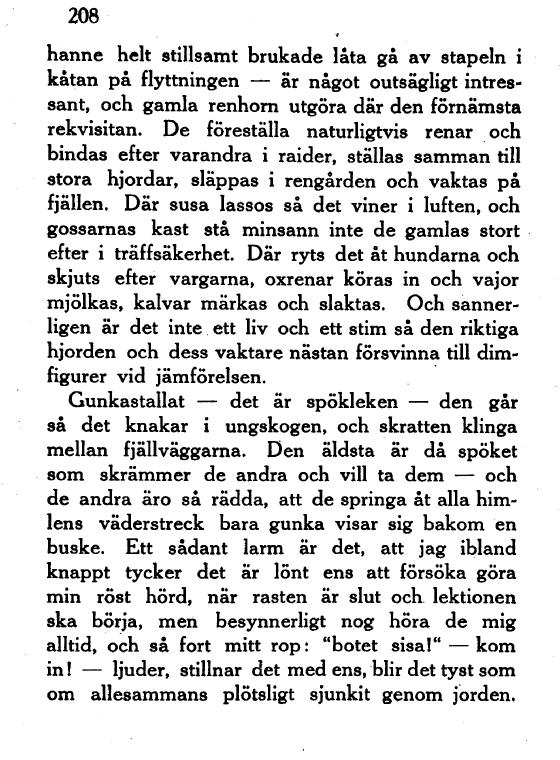 208
hanne helt stillsamt brukade låta gå av stapeln i
kåtan på flyttningen — är något outsägligt intres-
sant, och gamla renhorn utgöra där den förnämsta
rekvisitan. De föreställa naturligtvis renar och
bindas efter varandra i raider, ställas samman till
stora hjordar, släppas i rengården och vaktas på
fjällen. Där susa lassos så det viner i luften, och
gossarnas kast stå minsann inte de gamlas stort
efter i träffsäkerhet. Där ryts det åt hundarna och
skjuts efter vargarna, oxrenar köras in och vajor
mjölkas, kalvar märkas och slaktas. Och sanner-
ligen är det inte ett liv och ett stim så den riktiga
hjorden och dess vaktare nästan försvinna till dim-
figurer vid jämförelsen.
Gunkastallat — det är spökleken — den går
så det knakar i ungskogen, och skratten klinga
mellan fjällväggarna. Den äldsta är då spöket
som skrämmer de andra och vill ta dem — och
de andra äro så rädda, att de springa åt alla him-
lens väderstreck bara gunka visar sig bakom en
buske. Ett sådant larm är det, att jag ibland
knappt tycker det är lönt ens att försöka göra
min röst hörd, när rasten är slut och lektionen
ska börja, men besynnerligt nog höra de mig
alltid, och så fort mitt rop: “botet sisa!“ — kom
in! — ljuder, stillnar det med ens, blir det tyst som
om allesammans plötsligt sjunkit genom jorden.